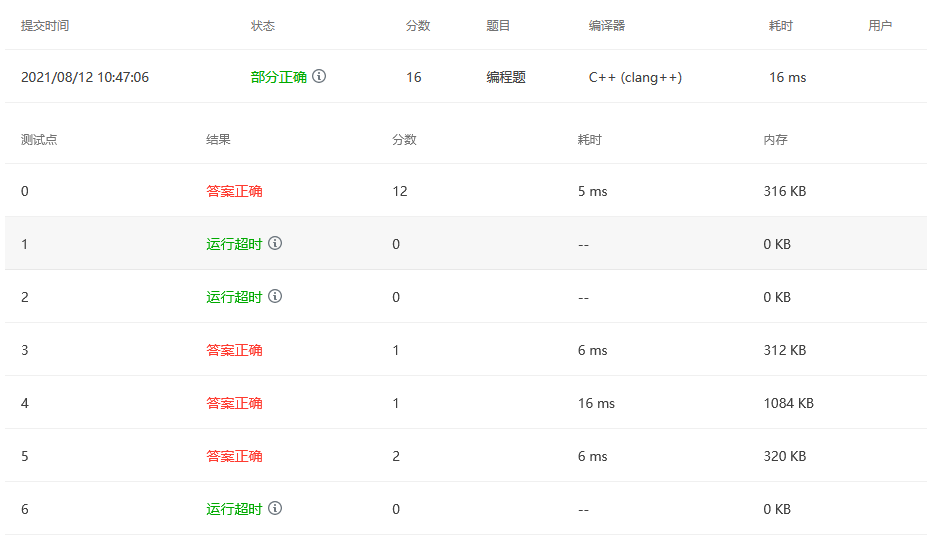 提交时间 状态 分数 题目 编译器 耗时 用户
2021/08/12 10:47:06 部分正确 16 编程题 C++ (clang++) 16 ms
测试点 结果 分数 耗时 内存
0 答案正确 12 5 ms 316 KB
1 运行超时 0 -- 0 KB
2 运行超时 0 -- 0 KB
3 答案正确 1 6 ms 312 KB
4 答案正确 1 16 ms 1084 KB
5 答案正确 2 6 ms 320 KB
6 运行超时 0 -- 0 KB